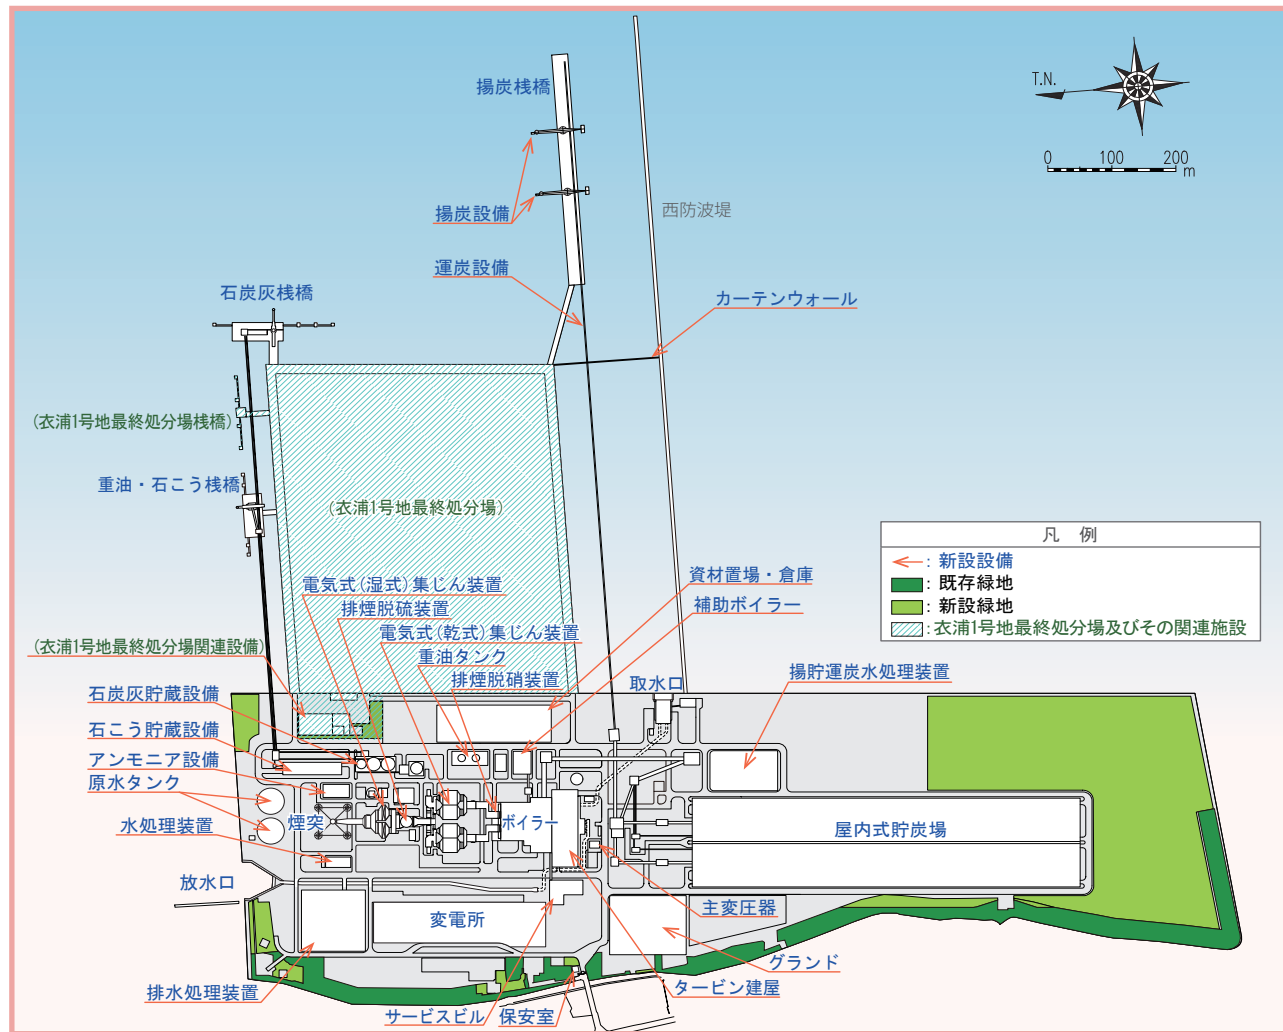 T.N.
0 100 200
m
揚炭桟橋
揚炭設備
西防波堤
運炭設備
石炭灰桟橋
カーテンウォール
(衣浦1号地最終処分場桟橋)
重油・石こう桟橋
(衣浦1号地最終処分場)
凡 例
: 新設設備
: 既存緑地
: 新設緑地
: 衣浦1号地最終処分場及びその関連施設
電気式(湿式)集じん装置
資材置場・倉庫
排煙脱硫装置
補助ボイラー
電気式(乾式)集じん装置
(衣浦1号地最終処分場関連設備)
重油タンク
排煙脱硝装置
取水口
揚貯運炭水処理装置
石炭灰貯蔵設備
石こう貯蔵設備
アンモニア設備
原水タンク
煙突
ボイラー
水処理装置
屋内式貯炭場
放水口
変電所
主変圧器
グランド
排水処理装置
タービン建屋
サービスビル
保安室